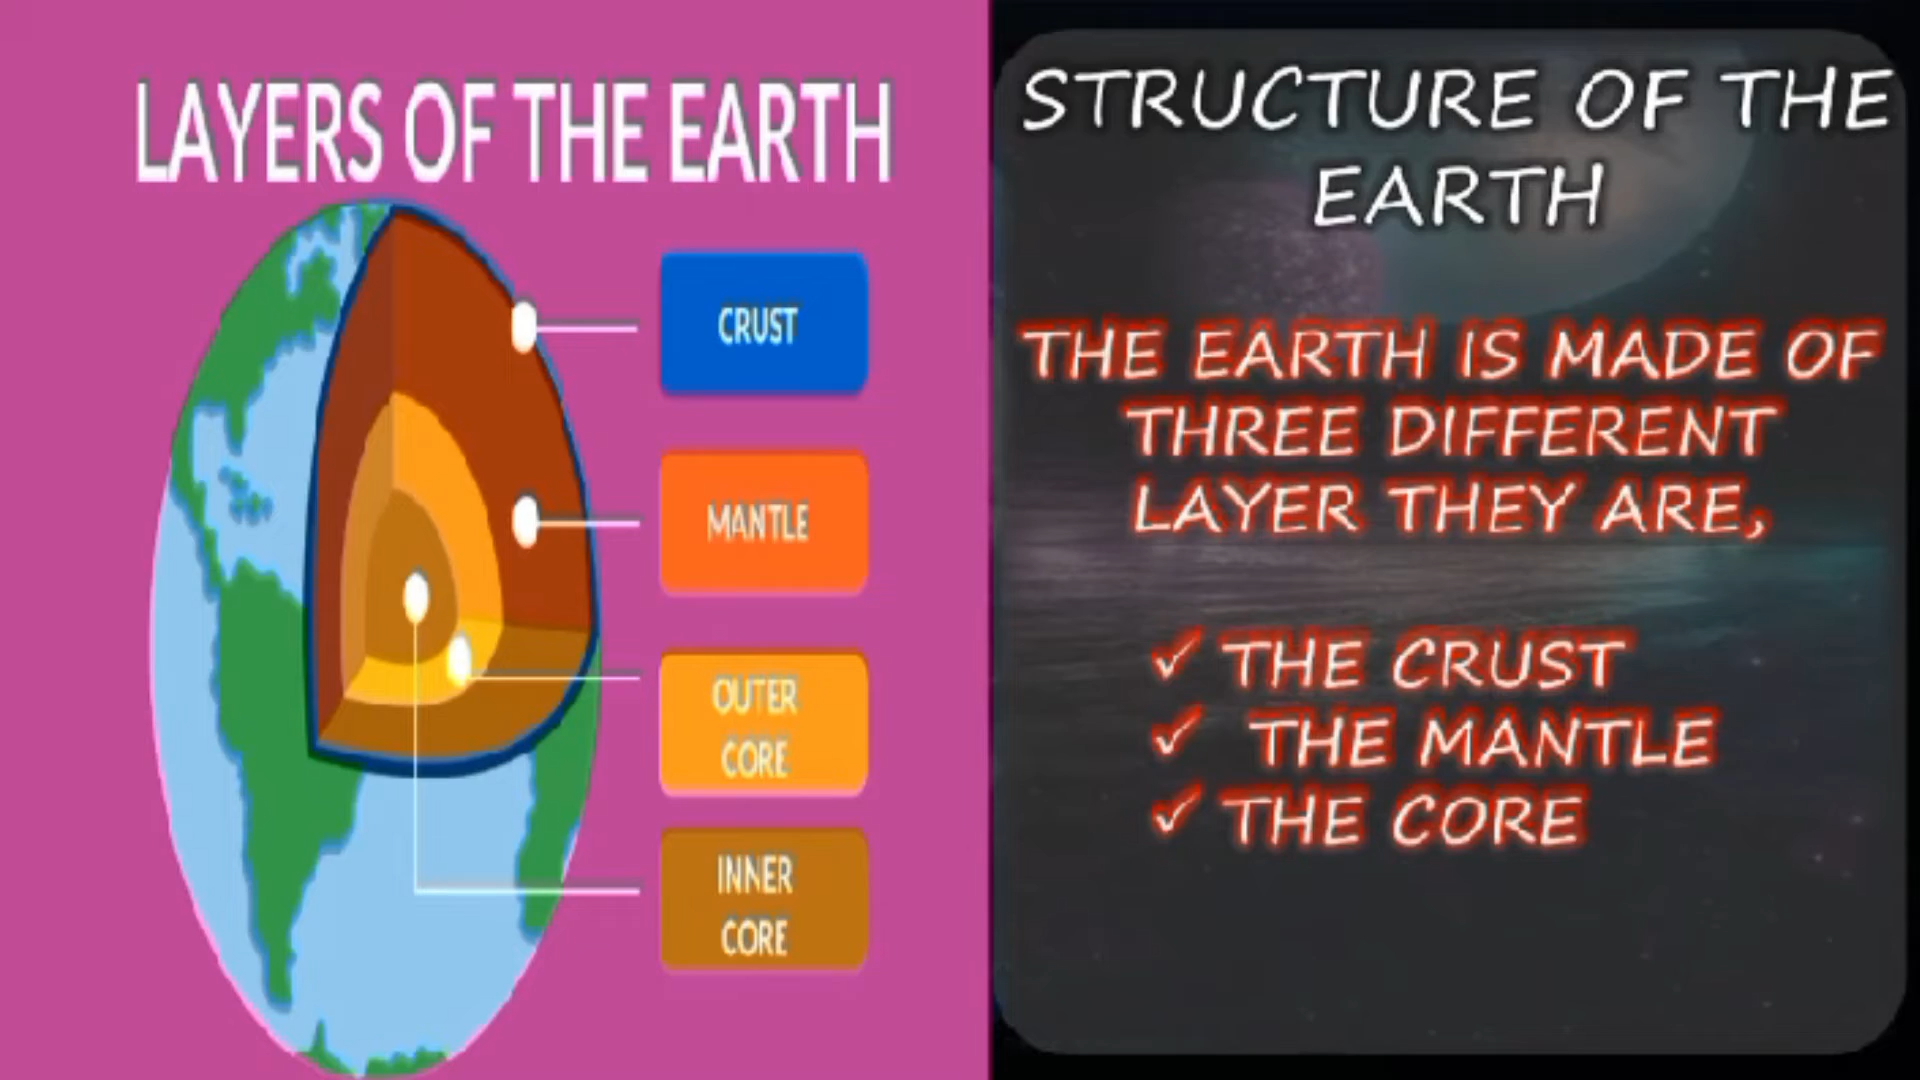 LAYERS OF THE EARTH
CRUST
MANTLE
OUTER
CORE
INNER
CORE
STRUCTURE OF THE
EARTH
THE EARTH IS MADE OF
THREE DIFFERENT
LAYER THEY ARE,
✓ THE CRUST
✓ THE MANTLE
✓ THE CORE